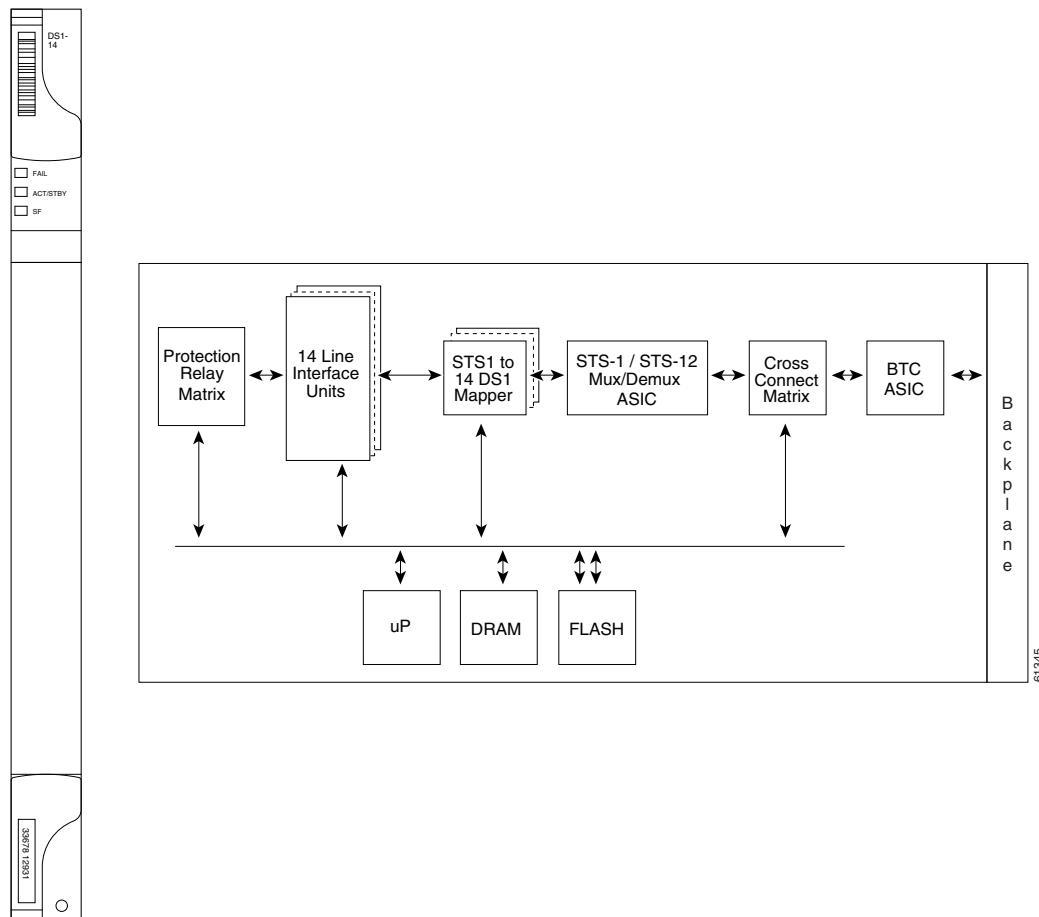 DS1-
14
FAIL
ACT/STBY
SF
33678 12931
Protection
Relay
Matrix
14 Line
Interface
Units
STS1 to
14 DS1
Mapper
STS-1 / STS-12
Mux/Demux
ASIC
Cross
Connect
Matrix
BTC
ASIC
Backplane
uP
DRAM
FLASH
61345